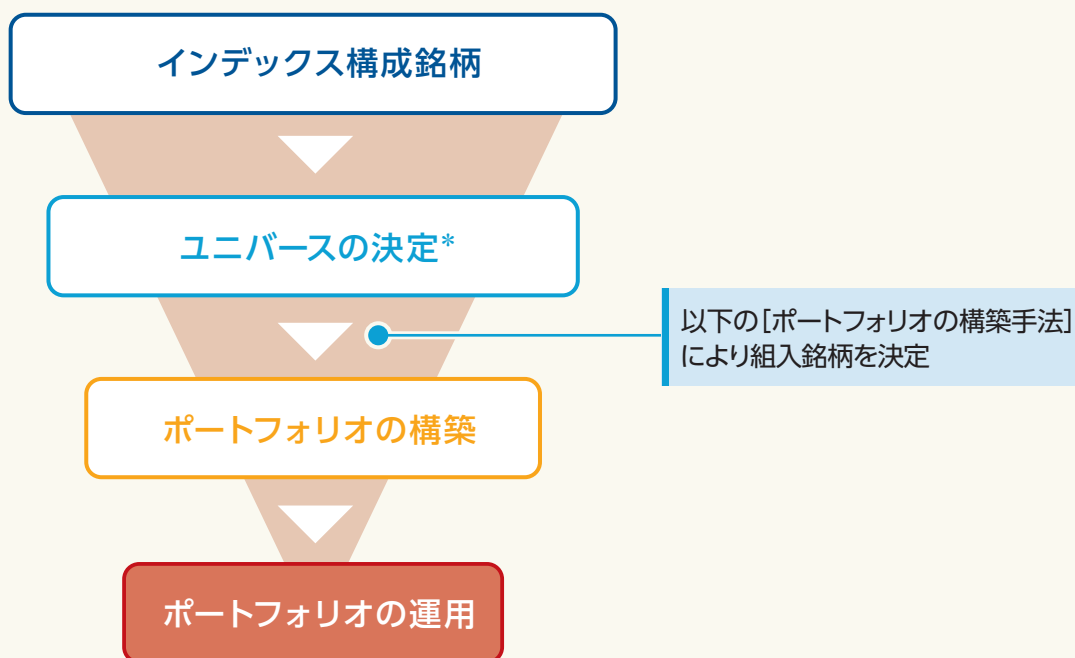 インデックス構成銘柄
ユニバースの決定*
以下の[ポートフォリオの構築手法]
により組入銘柄を決定
ポートフォリオの構築
ポートフォリオの運用